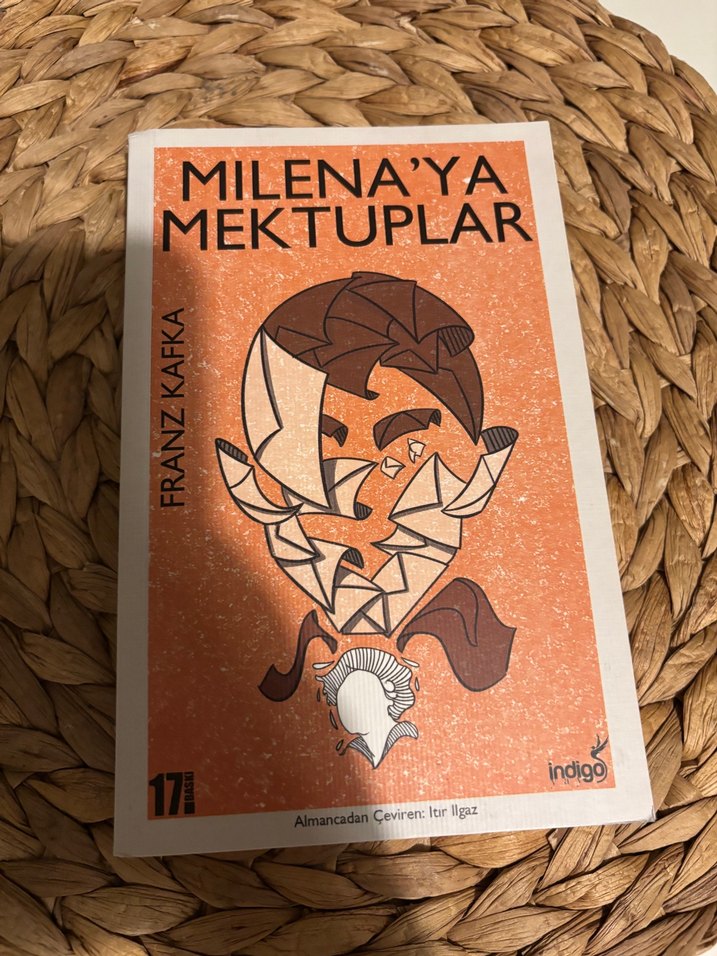 MILENA'YA
MEKTUPLAR
FRANZ KAFKA
17. BASKI
indigo
Almancadan Çeviren: Itır Ilgaz